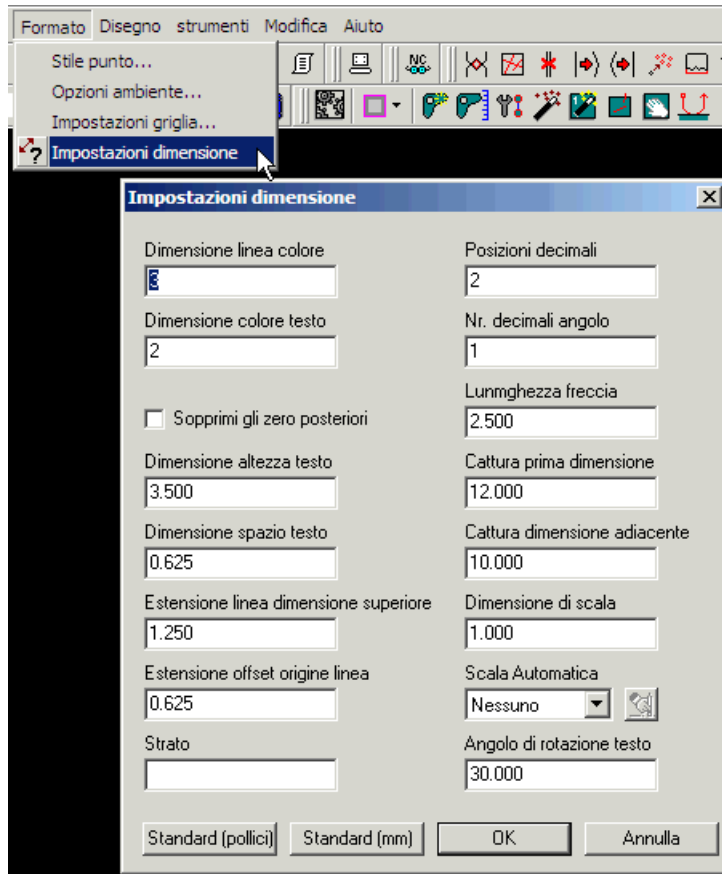 Formato Disegno strumenti Modifica Aiuto
Stile punto...
Opzioni ambiente...
Impostazioni griglia...
Impostazioni dimensione
NC
Impostazioni dimensione
Dimensione linea colore
3
Posizioni decimali
2
Dimensione colore testo
2
Nr. decimali angolo
1
Sopprimi gli zero posteriori
Lunmghezza freccia
2.500
Dimensione altezza testo
3.500
Cattura prima dimensione
12.000
Dimensione spazio testo
0.625
Cattura dimensione adiacente
10.000
Estensione linea dimensione superiore
1.250
Dimensione di scala
1.000
Estensione offset origine linea
0.625
Scala Automatica
Nessuno
Strato
Angolo di rotazione testo
30.000
Standard (pollici) Standard (mm) OK Annulla